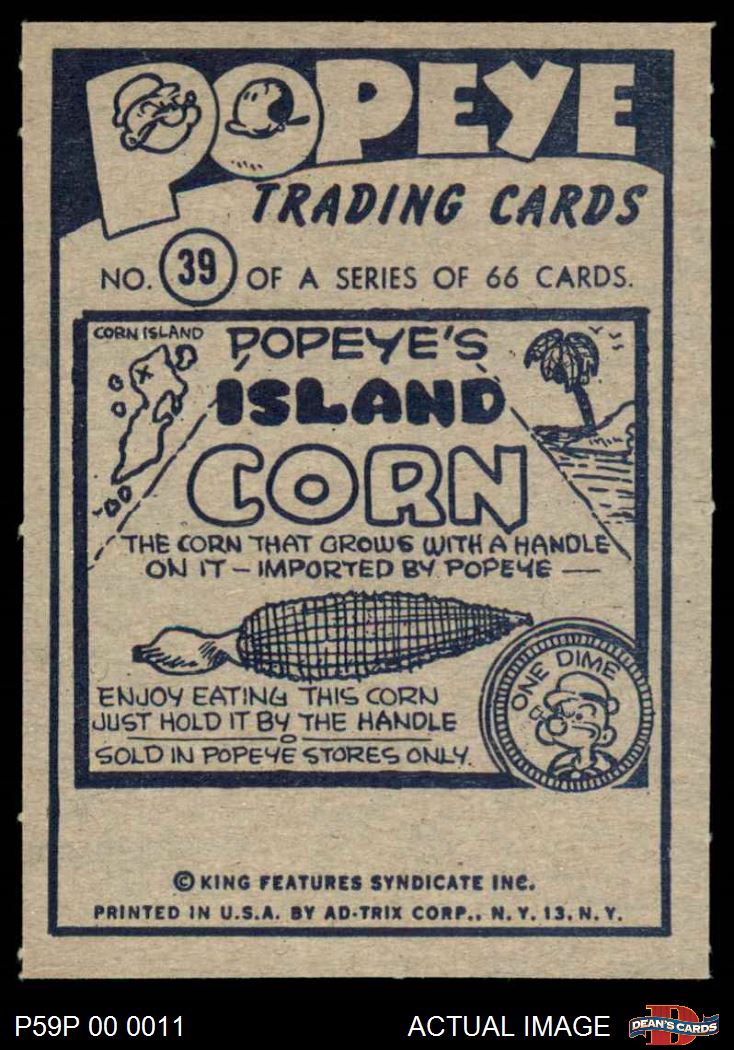 POPEYE
TRADING CARDS
NO. 39 OF A SERIES OF 66 CARDS.
CORN ISLAND
X
POPEYE'S
ISLAND
CORN
THE CORN THAT GROWS WITH A HANDLE
ON IT – IMPORTED BY POPEYE —
ONE DIME
ENJOY EATING THIS CORN
JUST HOLD IT BY THE HANDLE
SOLD IN POPEYE STORES ONLY.
© KING FEATURES SYNDICATE INC.
PRINTED IN U.S.A. BY AD-TRIX CORP., N.Y. 13, N.Y.
P59P 00 0011
ACTUAL IMAGE
D
DEAN'S CARDS